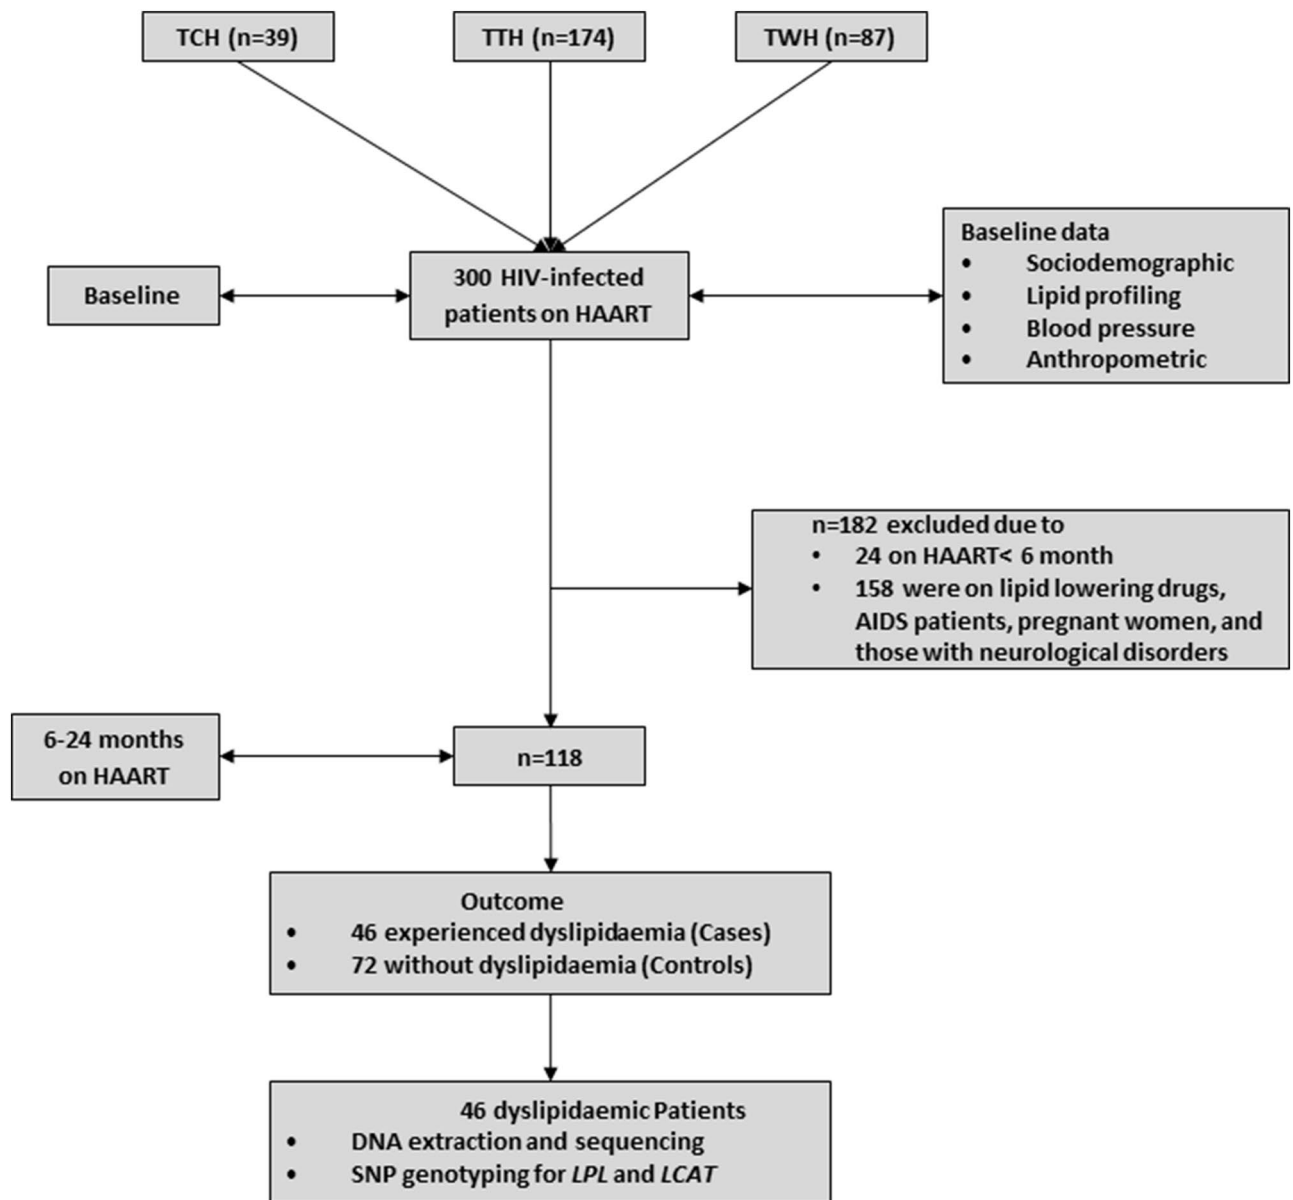 TCH (n=39)
TTH (n=174)
TWH (n=87)
Baseline
300 HIV-infected
patients on HAART
Baseline data
• Sociodemographic
• Lipid profiling
• Blood pressure
• Anthropometric
n=182 excluded due to
• 24 on HAART< 6 month
• 158 were on lipid lowering drugs,
AIDS patients, pregnant women, and
those with neurological disorders
6-24 months
on HAART
n=118
Outcome
• 46 experienced dyslipidaemia (Cases)
• 72 without dyslipidaemia (Controls)
46 dyslipidaemic Patients
• DNA extraction and sequencing
• SNP genotyping for LPL and LCAT